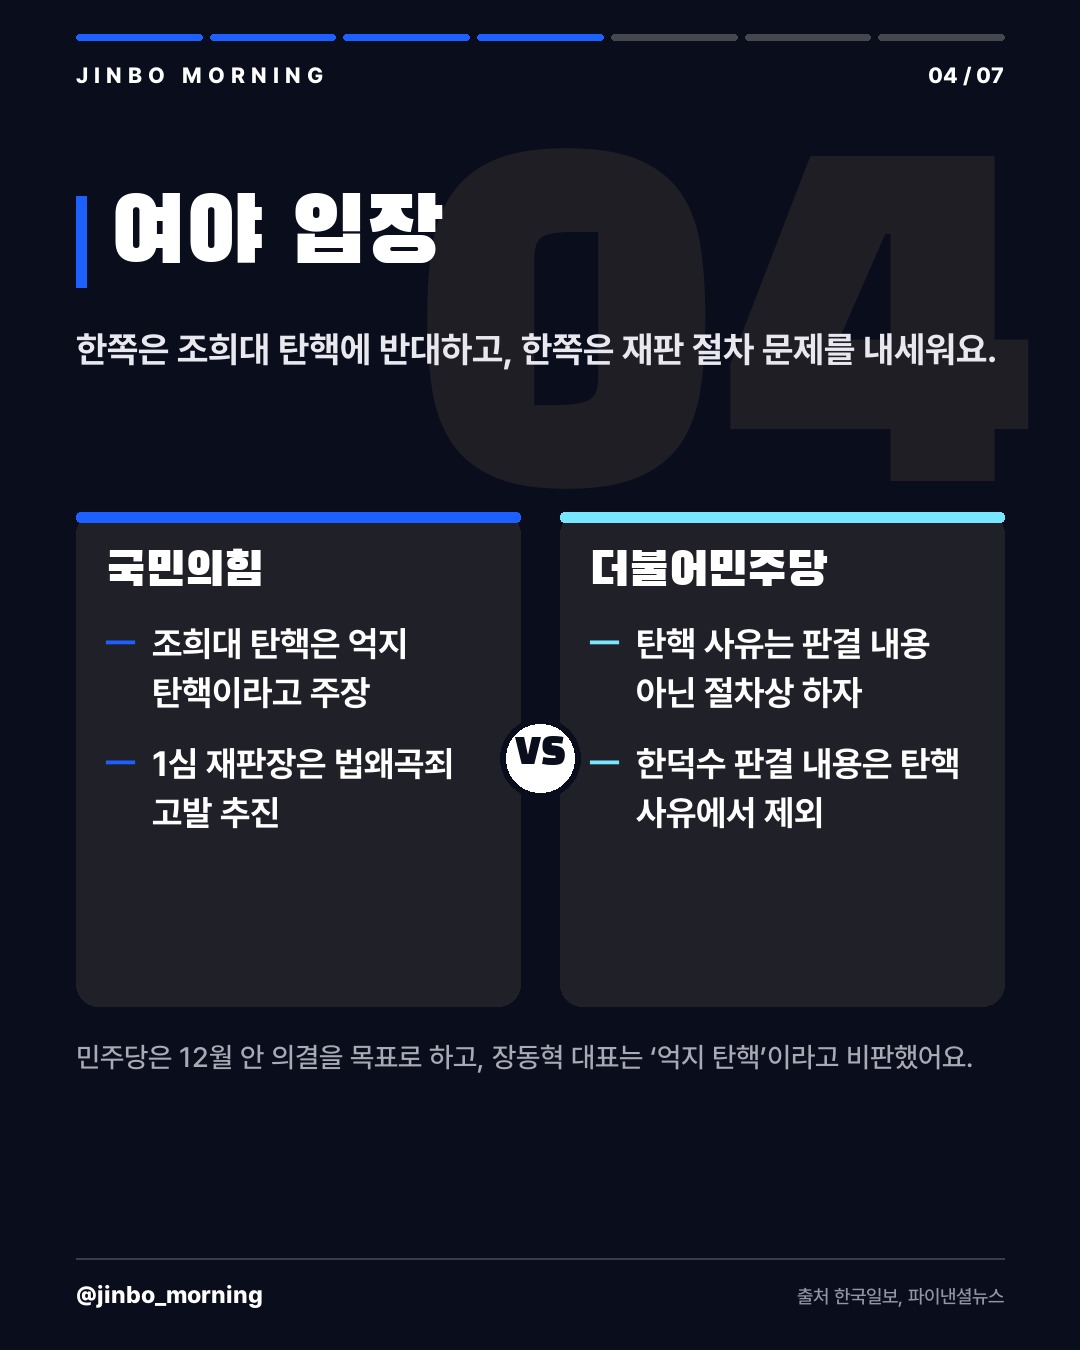 JINBO MORNING
04 / 07
04
여야 입장
한쪽은 조희대 탄핵에 반대하고, 한쪽은 재판 절차 문제를 내세워요.
국민의힘
— 조희대 탄핵은 억지
탄핵이라고 주장
— 1심 재판장은 법왜곡죄
고발 추진
VS
더불어민주당
— 탄핵 사유는 판결 내용
아닌 절차상 하자
— 한덕수 판결 내용은 탄핵
사유에서 제외
민주당은 12월 안 의결을 목표로 하고, 장동혁 대표는 ‘억지 탄핵’이라고 비판했어요.
@jinbo_morning
출처 한국일보, 파이낸셜뉴스